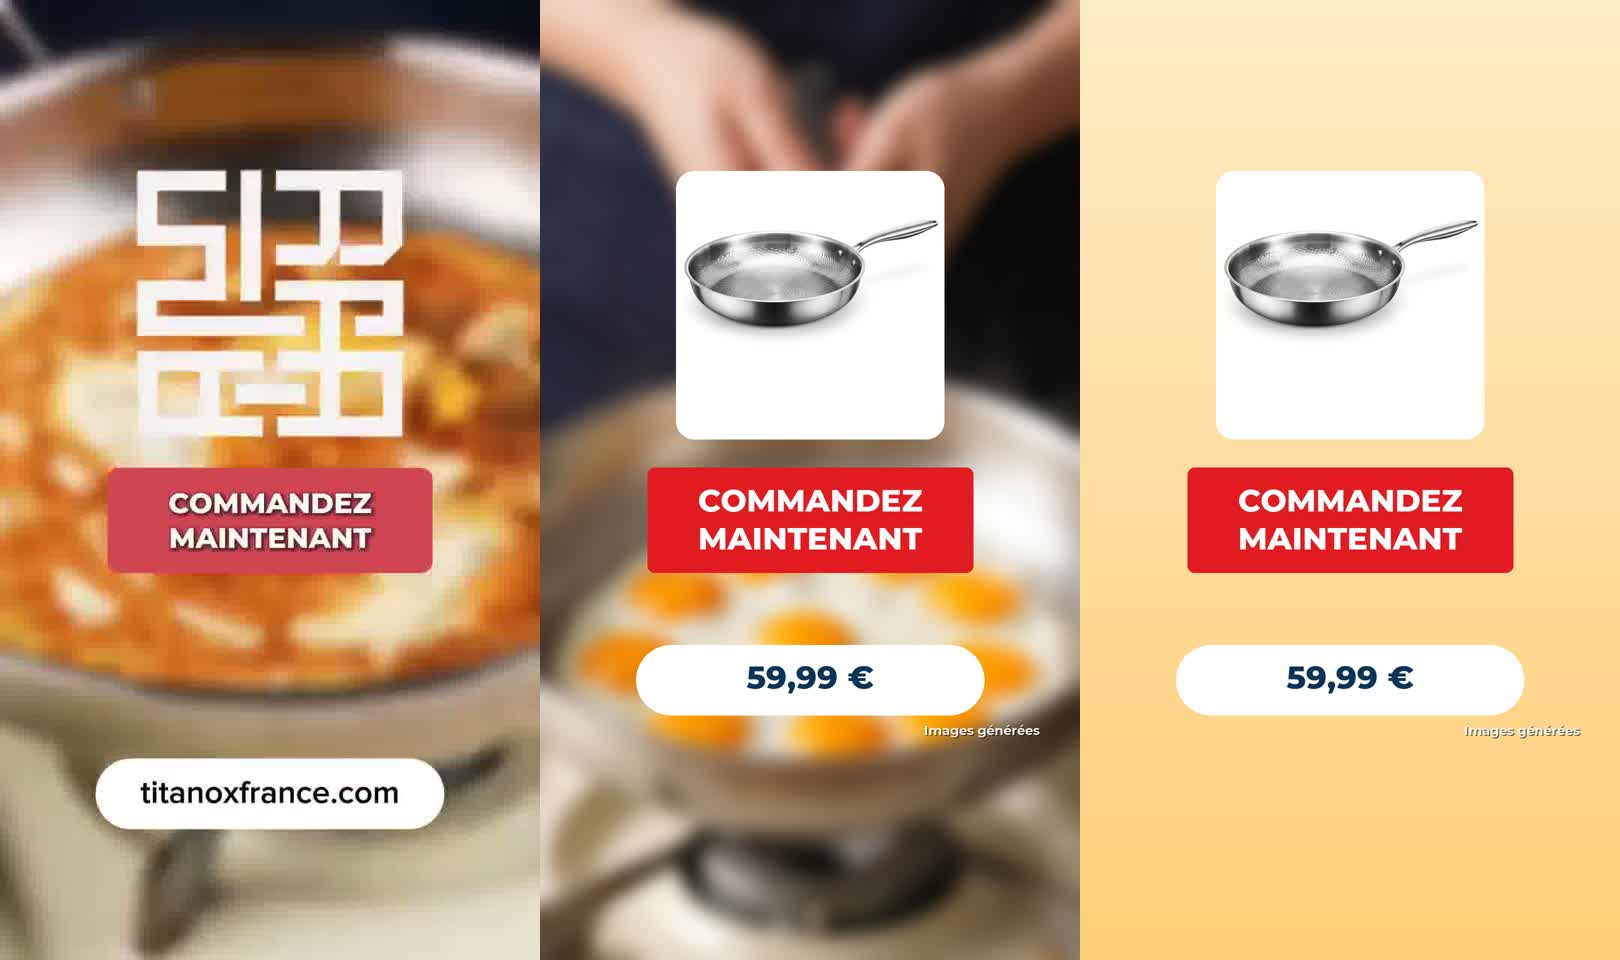 COMMANDEZ
MAINTENANT
titanoxfrance.com
COMMANDEZ
MAINTENANT
59,99 €
Images générées
COMMANDEZ
MAINTENANT
59,99 €
Images générées